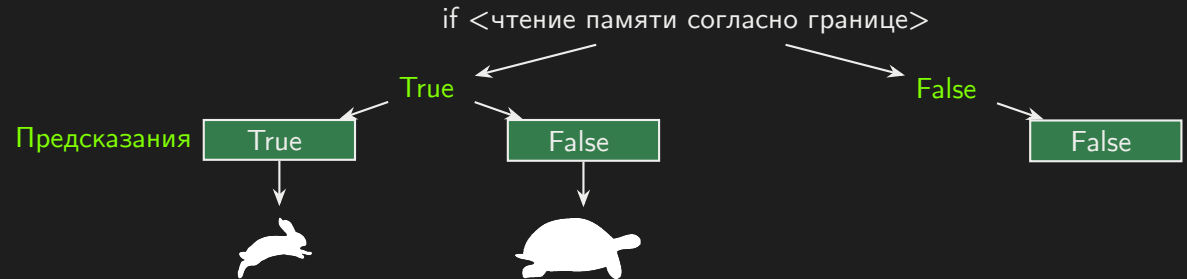 if <чтение памяти согласно границе>
True
False
Предсказания
True
False
False